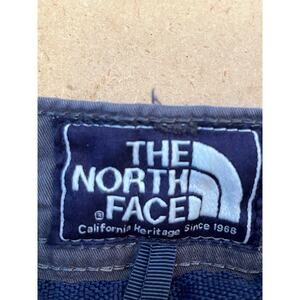 THE
NORTH
® FACE
California Heritage Since 1966